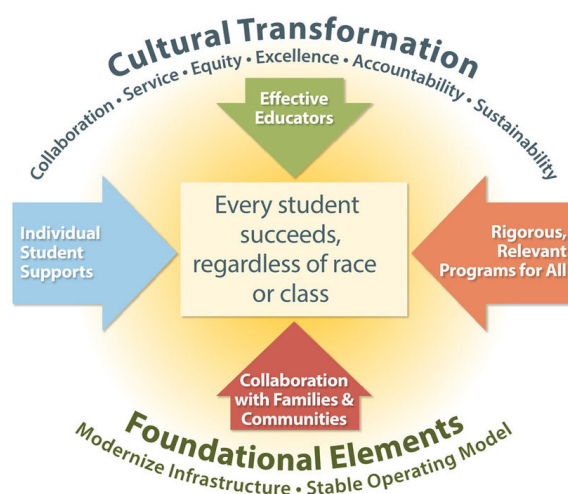 Cultural Transformation
Collaboration • Service • Equity • Excellence • Accountability • Sustainability
Effective
Educators
Individual
Student
Supports
Every student
succeeds,
regardless of race
or class
Rigorous,
Relevant
Programs for All
Collaboration
with Families &
Communities
Foundational Elements
Modernize Infrastructure • Stable Operating Model